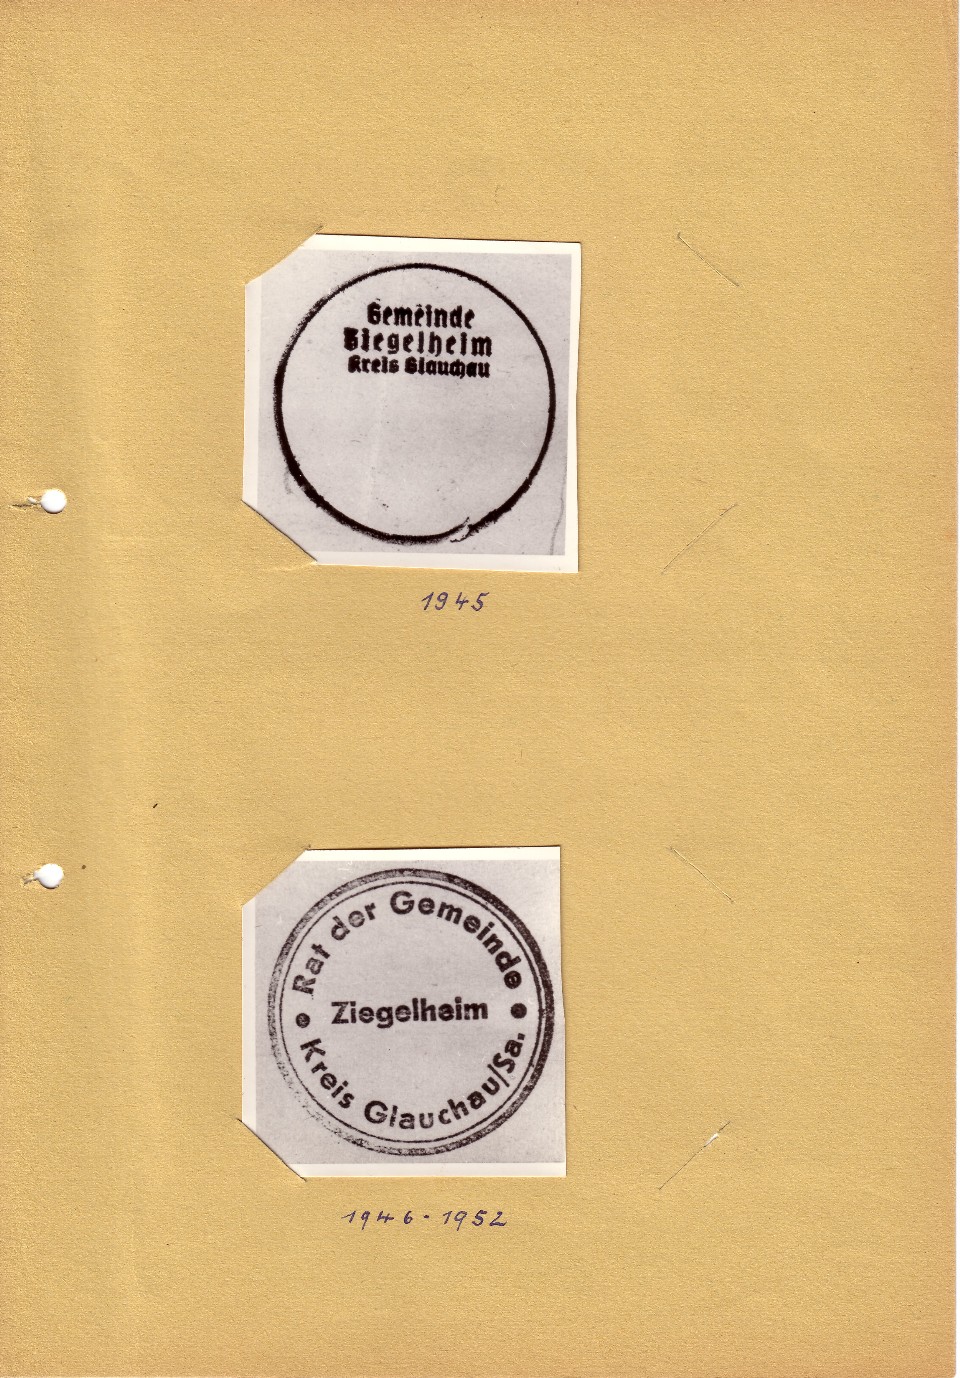 Gemeinde
Ziegelheim
Kreis Glauchau
1945
Rat der Gemeinde
Ziegelheim
Kreis Glauchau/Sa.
1946-1952